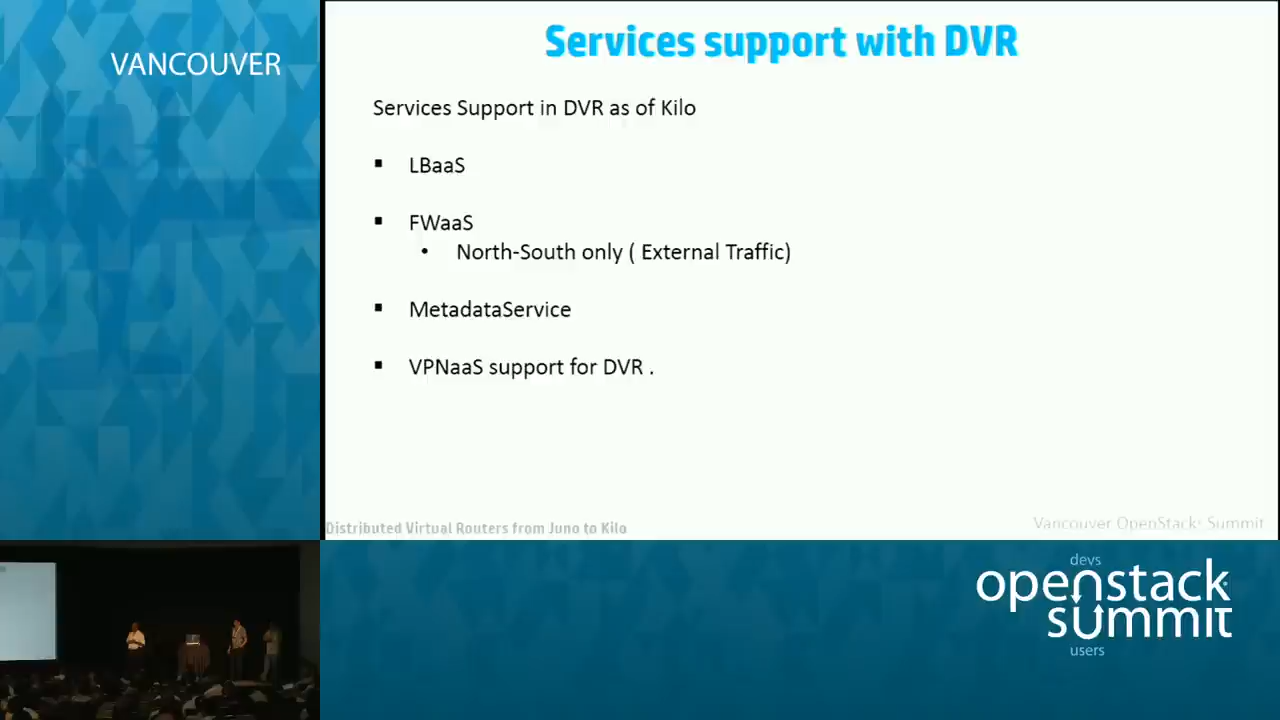 VANCOUVER
Services support with DVR
Services Support in DVR as of Kilo
▪ LBaaS
▪ FWaaS
• North-South only ( External Traffic)
▪ MetadataService
▪ VPNaaS support for DVR .
Distributed Virtual Routers from Juno to Kilo
Vancouver OpenStack Summit
devs
openstack
summit
users